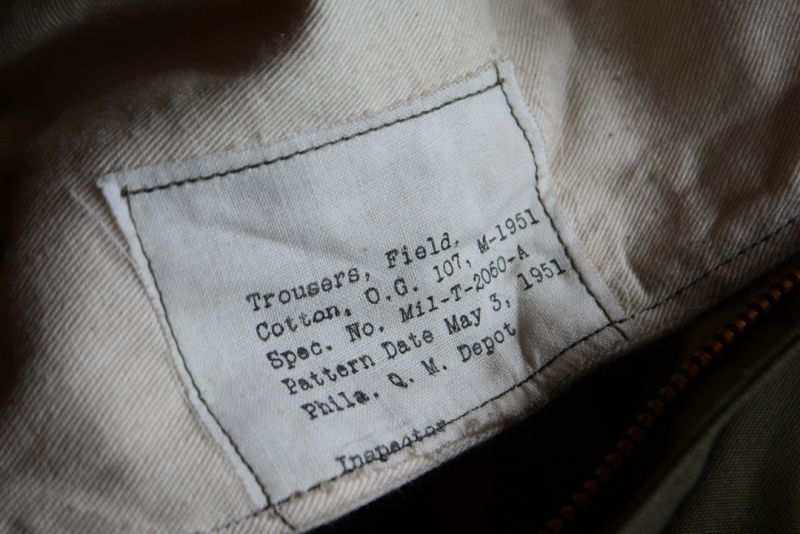 Trousers, Field,
Cotton, O.G. 107, M-1951
Spec. No. Mil-T-2060-A
Pattern Date May 3, 1951
Phila. Q. M. Depot
Inspector